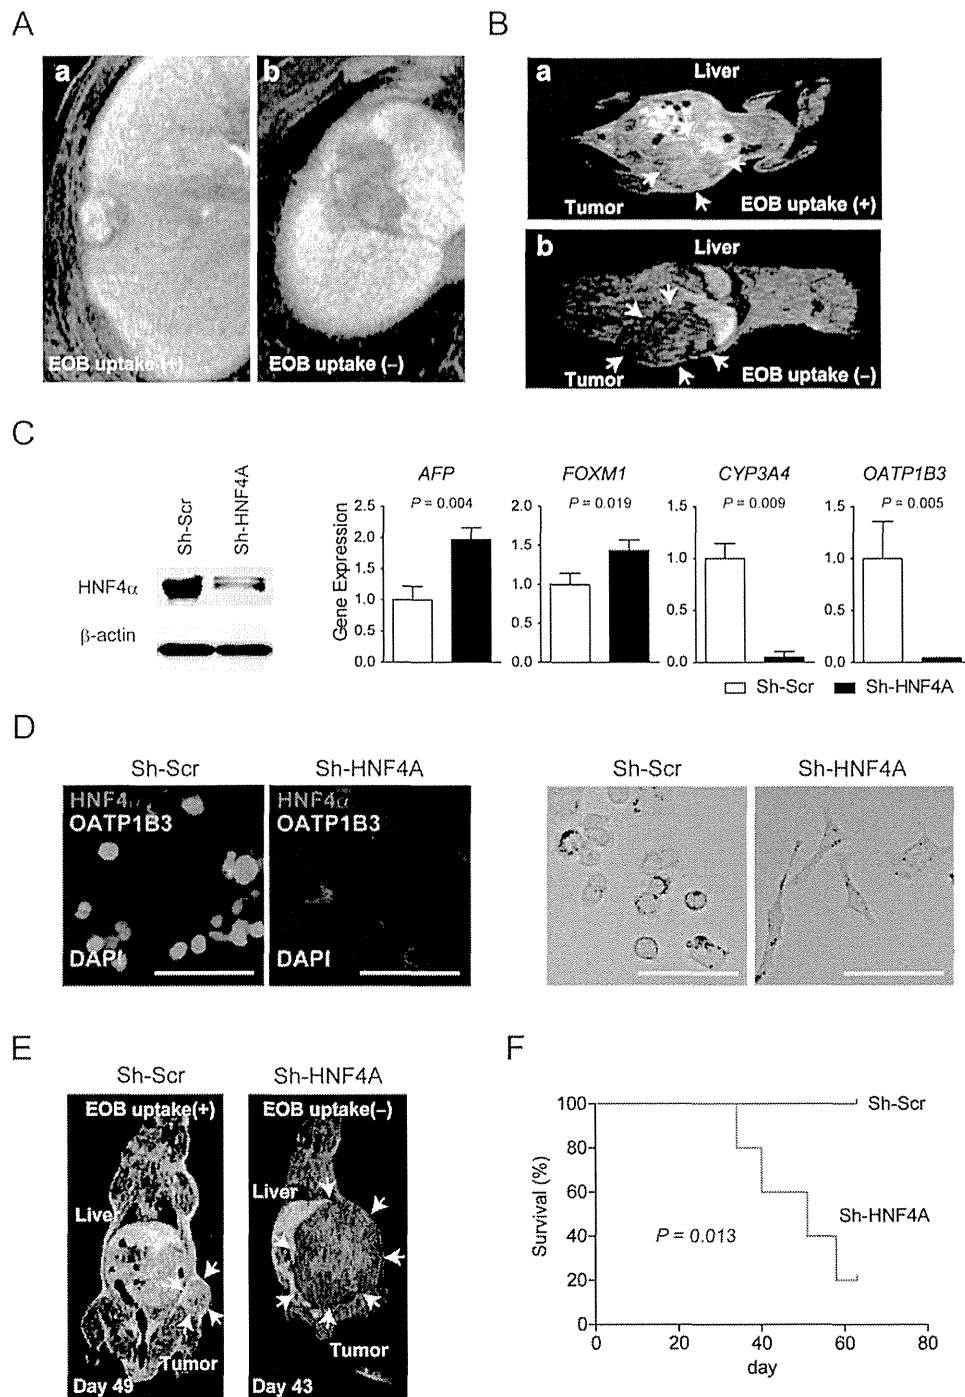 A
B
a
b
EOB uptake (+)
EOB uptake (−)
a
Liver
Tumor
EOB uptake (+)
b
Liver
Tumor
EOB uptake (−)
C
Sh-Scr
Sh-HNF4A
HNF4α
β-actin
Gene Expression
AFP
P = 0.004
2.5
2.0
1.5
1.0
0.5
0.0
FOXM1
P = 0.019
2.0
1.5
1.0
0.5
0.0
CYP3A4
P = 0.009
1.5
1.0
0.5
0.0
OATP1B3
P = 0.005
1.5
1.0
0.5
0.0
Sh-Scr
Sh-HNF4A
D
Sh-Scr
HNF4α
OATP1B3
DAPI
Sh-HNF4A
HNF4α
OATP1B3
DAPI
Sh-Scr
Sh-HNF4A
E
Sh-Scr
EOB uptake(+)
Liver
Tumor
Day 49
Sh-HNF4A
EOB uptake(−)
Liver
Tumor
Day 43
F
Survival (%)
100
80
60
40
20
0
Sh-Scr
Sh-HNF4A
P = 0.013
0
20
40
60
80
day